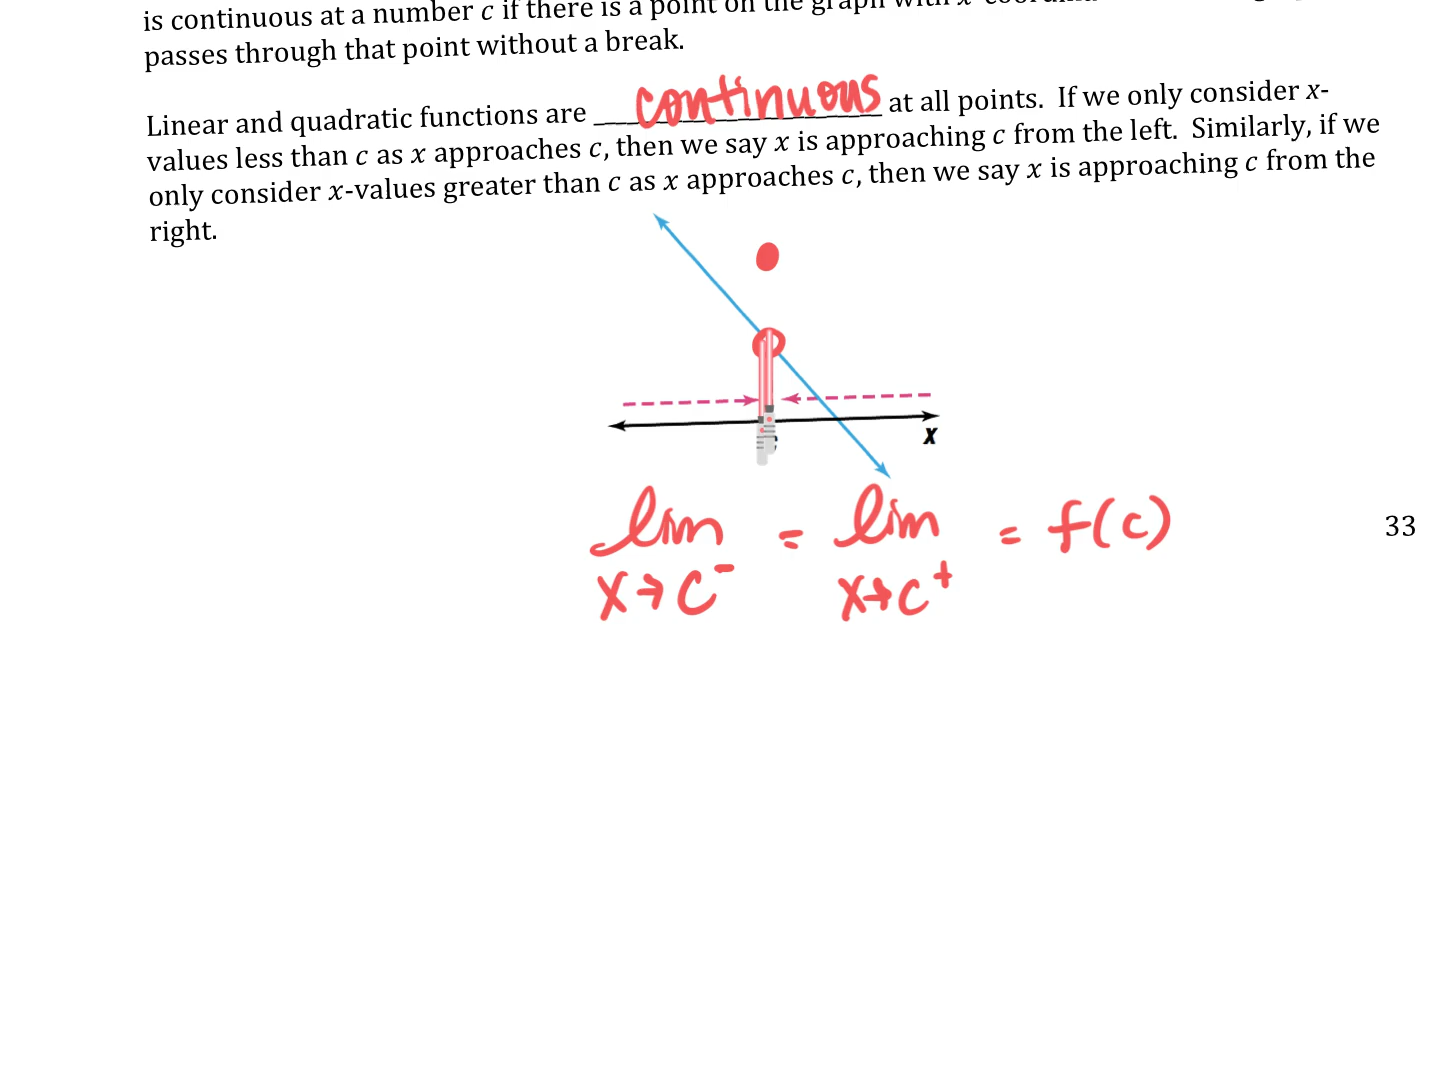 is continuous at a number c if there is a point on the graph with x
passes through that point without a break.
Linear and quadratic functions are continuous at all points. If we only consider x-
values less than c as x approaches c, then we say x is approaching c from the left. Similarly, if we
only consider x-values greater than c as x approaches c, then we say x is approaching c from the
right.
x
lim = lim = f(c)
x→c⁻ x→c⁺
33